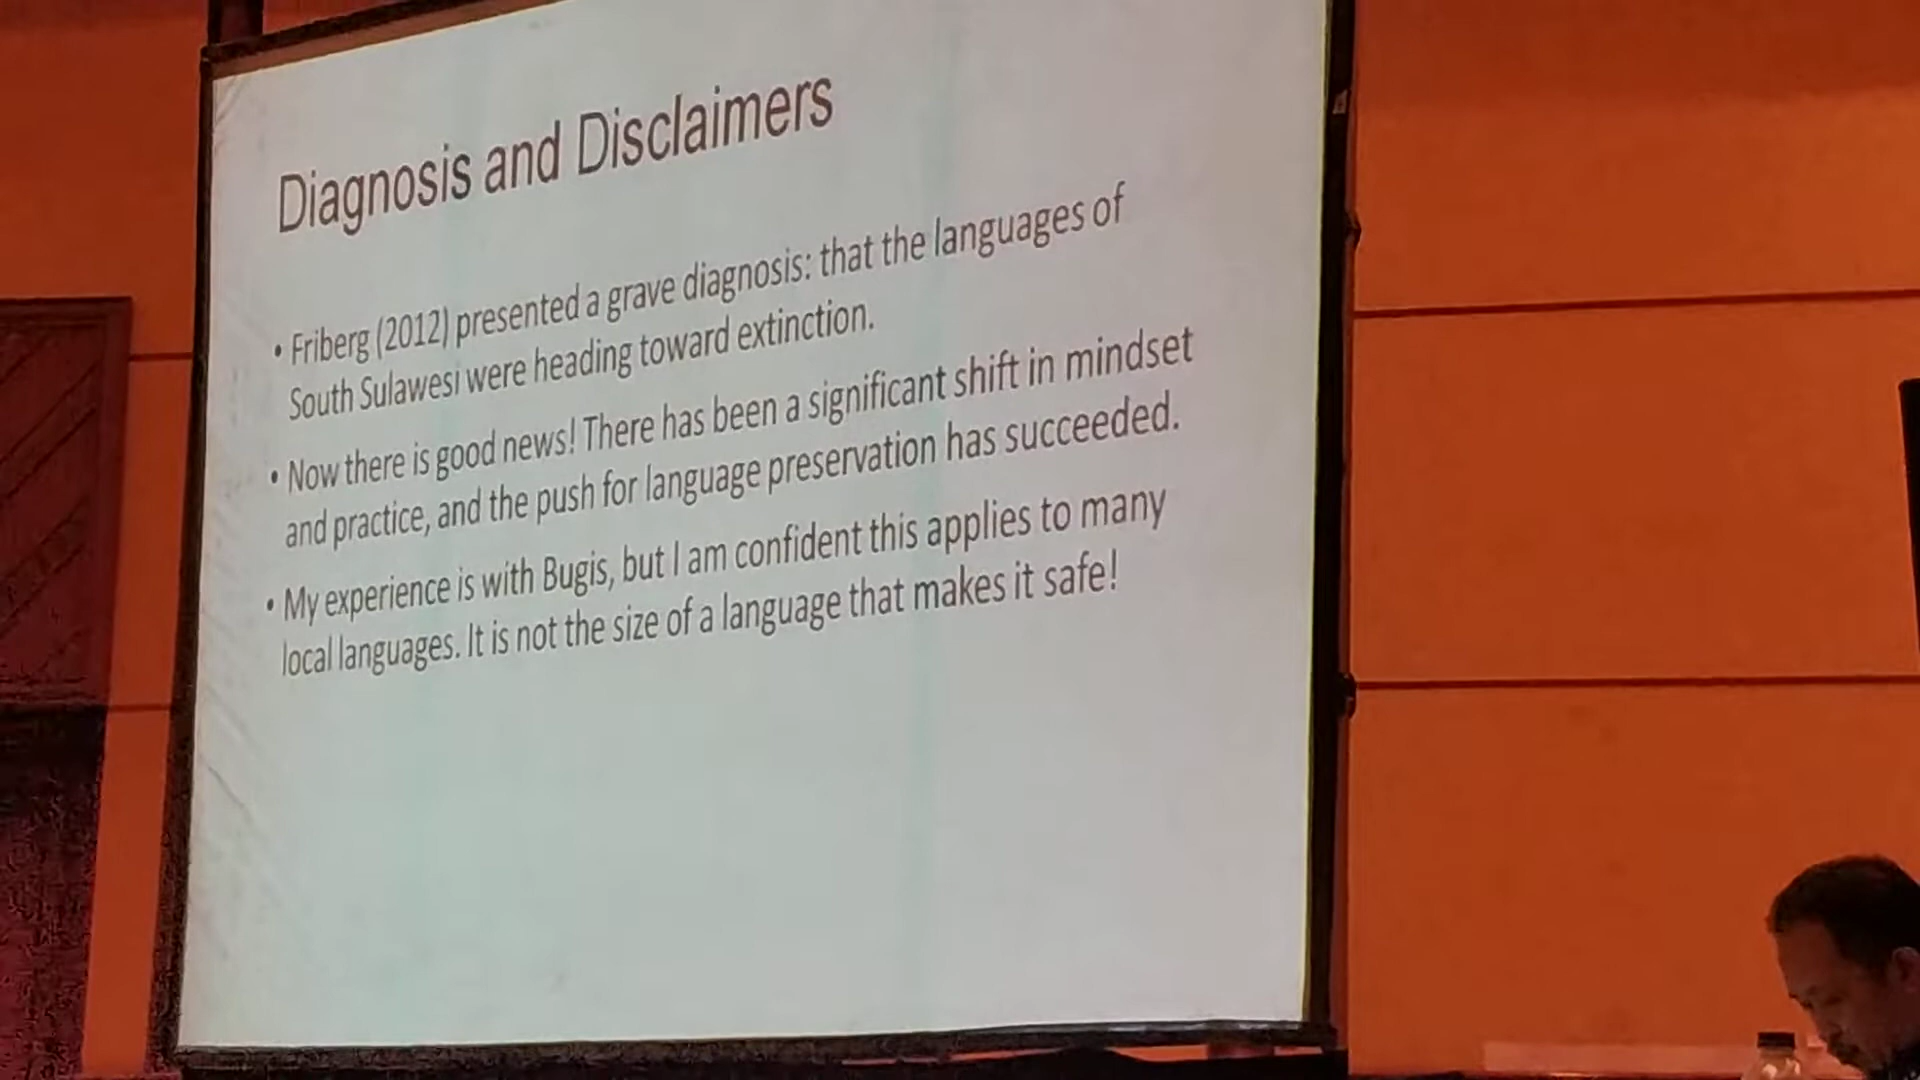 Diagnosis and Disclaimers
• Friberg (2012) presented a grave diagnosis: that the languages of
South Sulawesi were heading toward extinction.
• Now there is good news! There has been a significant shift in mindset
and practice, and the push for language preservation has succeeded.
• My experience is with Bugis, but I am confident this applies to many
local languages. It is not the size of a language that makes it safe!